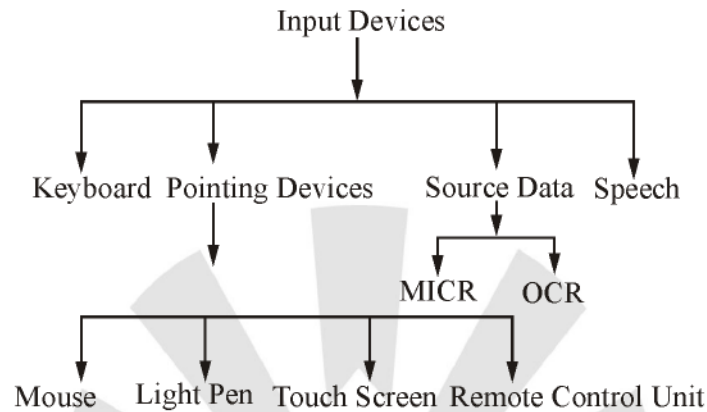 Input Devices
Keyboard Pointing Devices Source Data Speech
MICR OCR
Mouse Light Pen Touch Screen Remote Control Unit